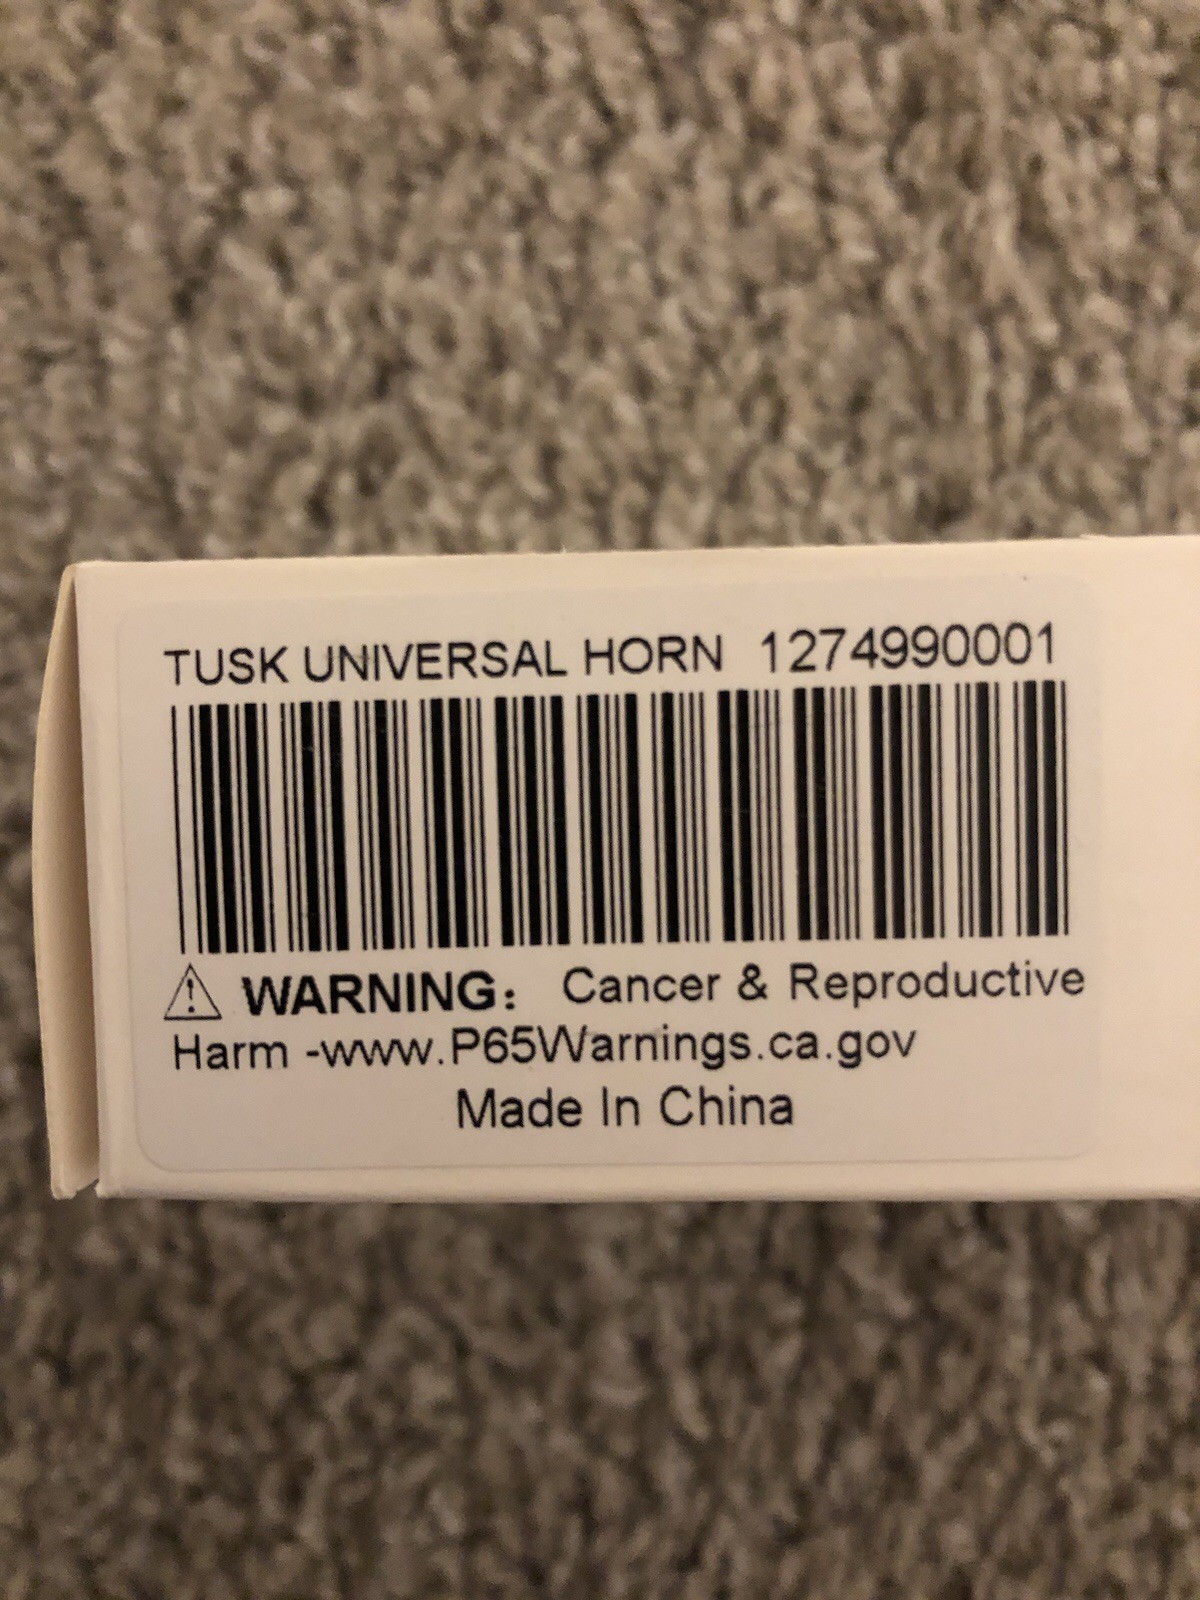 TUSK UNIVERSAL HORN 1274990001
WARNING: Cancer & Reproductive
Harm -www.P65Warnings.ca.gov
Made In China